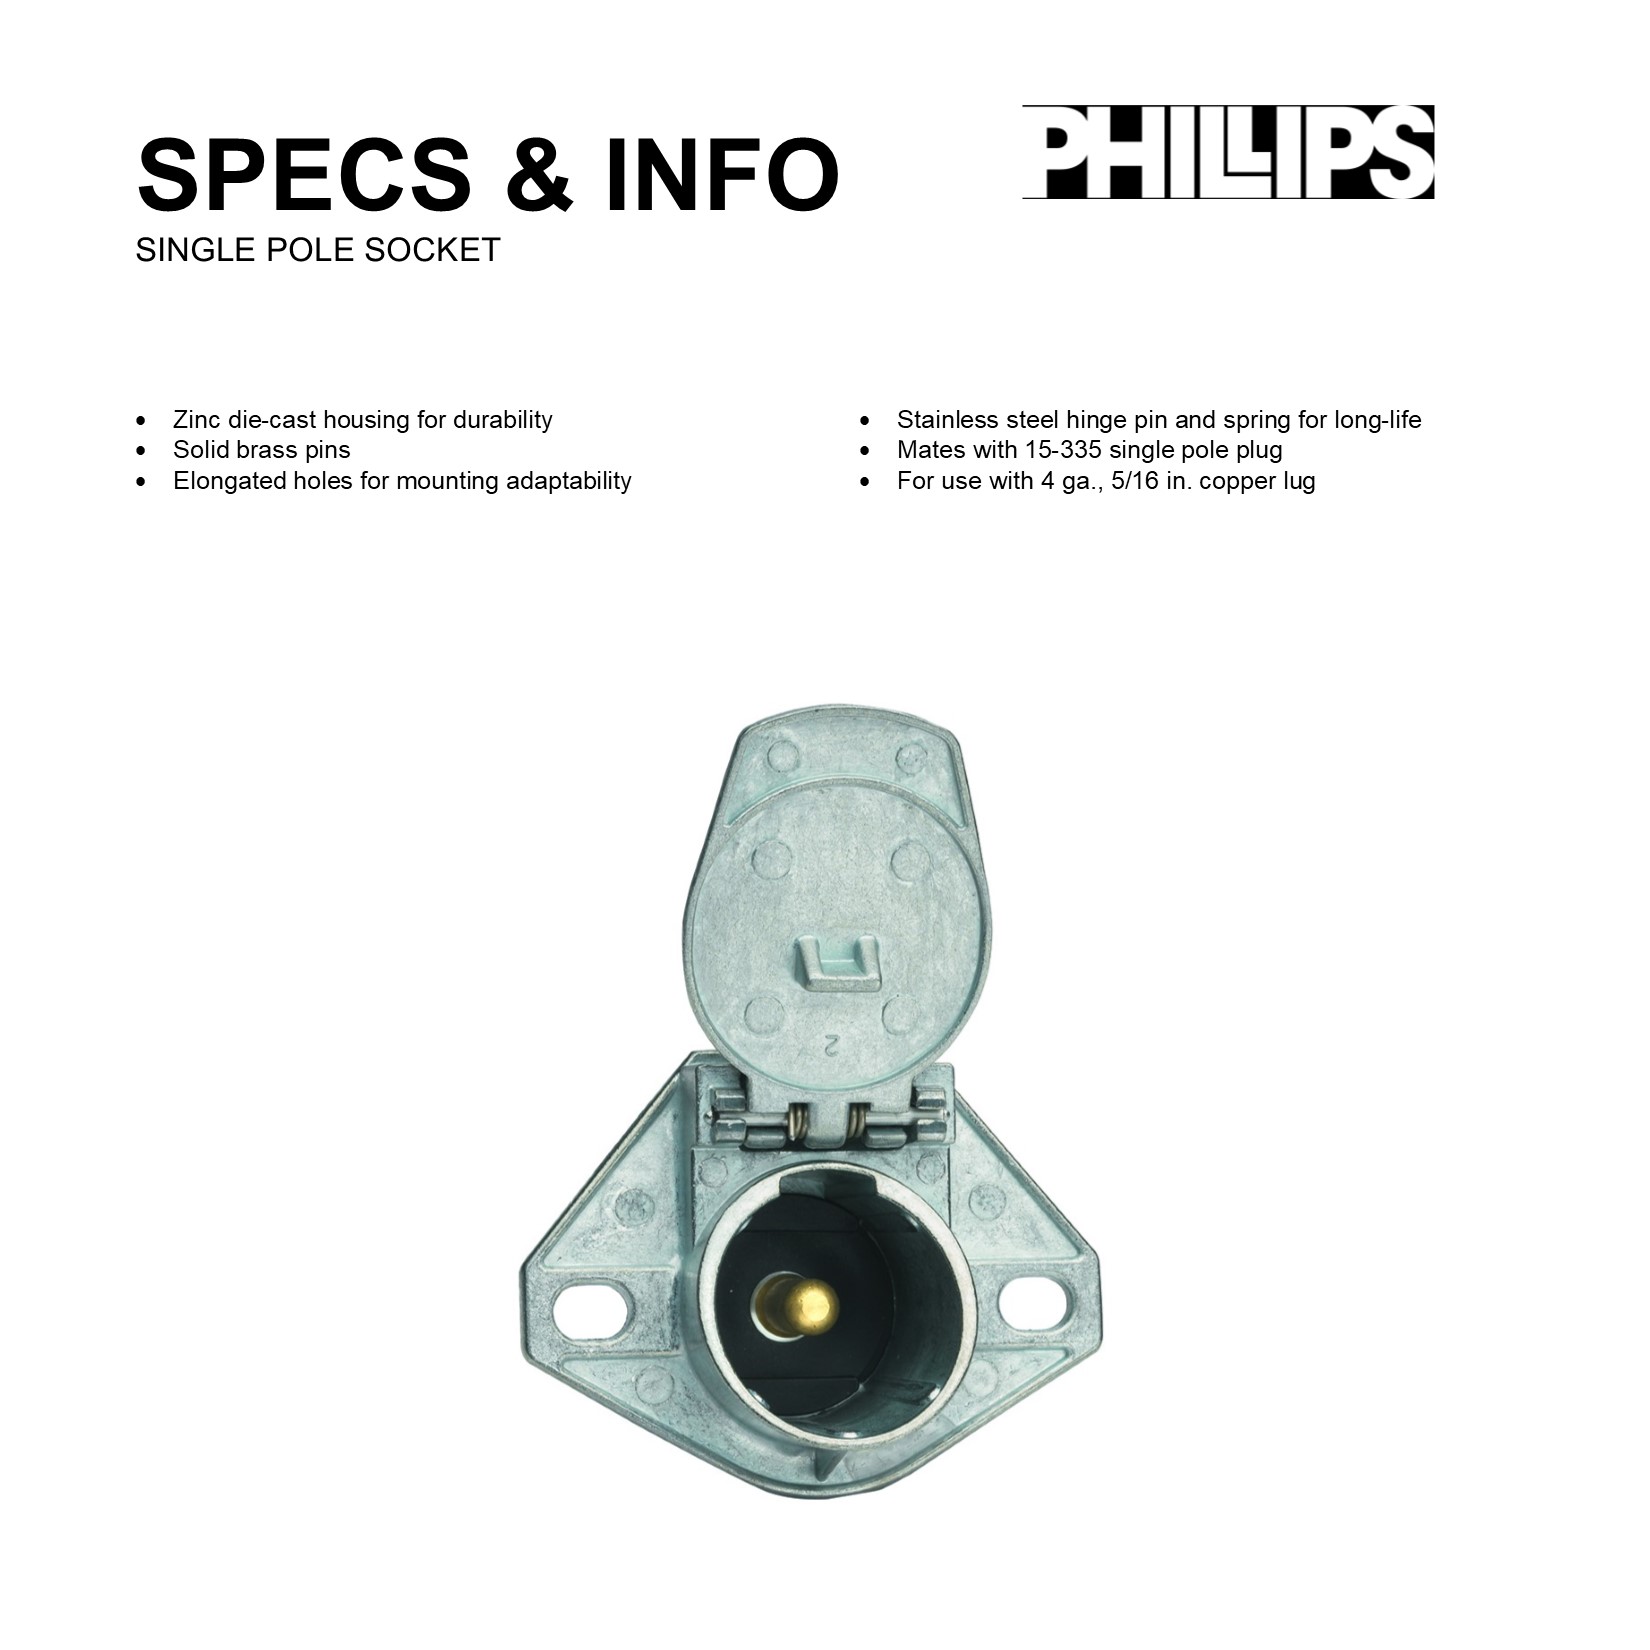 SPECS & INFO
PHILLIPS
SINGLE POLE SOCKET
• Zinc die-cast housing for durability
• Solid brass pins
• Elongated holes for mounting adaptability
• Stainless steel hinge pin and spring for long-life
• Mates with 15-335 single pole plug
• For use with 4 ga., 5/16 in. copper lug
2